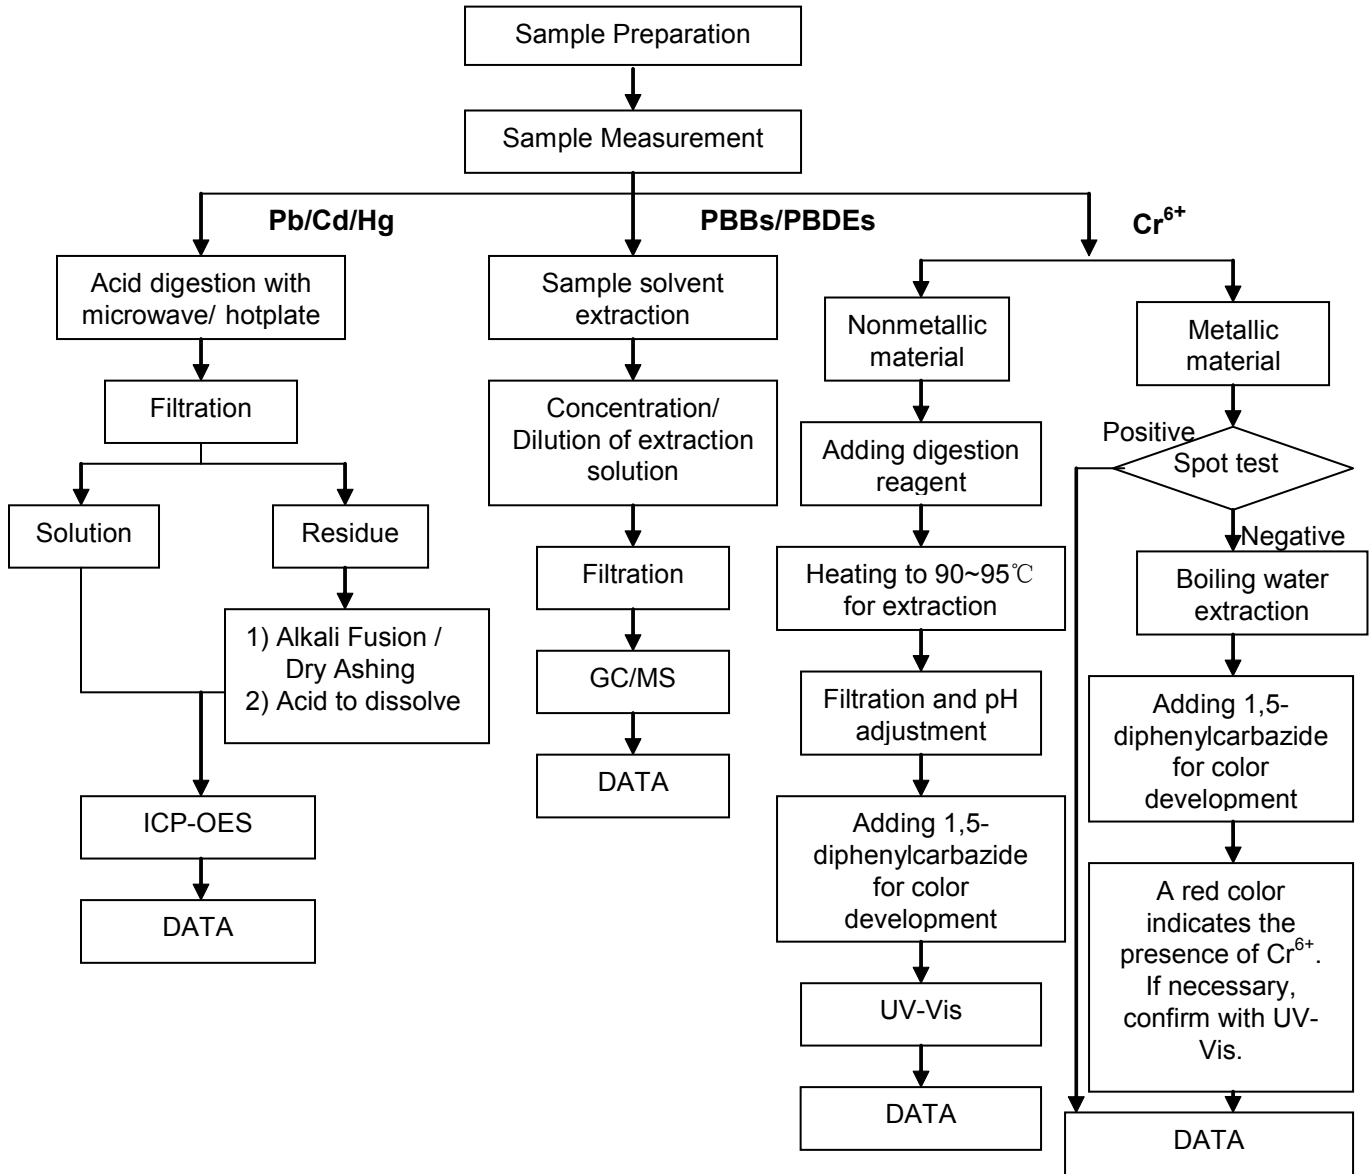 Sample Preparation
Sample Measurement
Pb/Cd/Hg
PBBs/PBDEs
Cr⁶⁺
Acid digestion with
microwave/ hotplate
Filtration
Solution
Residue
1) Alkali Fusion /
Dry Ashing
2) Acid to dissolve
ICP-OES
DATA
Sample solvent
extraction
Concentration/
Dilution of extraction
solution
Filtration
GC/MS
DATA
Nonmetallic
material
Adding digestion
reagent
Heating to 90~95℃
for extraction
Filtration and pH
adjustment
Adding 1,5-
diphenylcarbazide
for color
development
UV-Vis
DATA
Metallic
material
Positive
Spot test
Negative
Boiling water
extraction
Adding 1,5-
diphenylcarbazide
for color
development
A red color
indicates the
presence of Cr⁶⁺.
If necessary,
confirm with UV-
Vis.
DATA